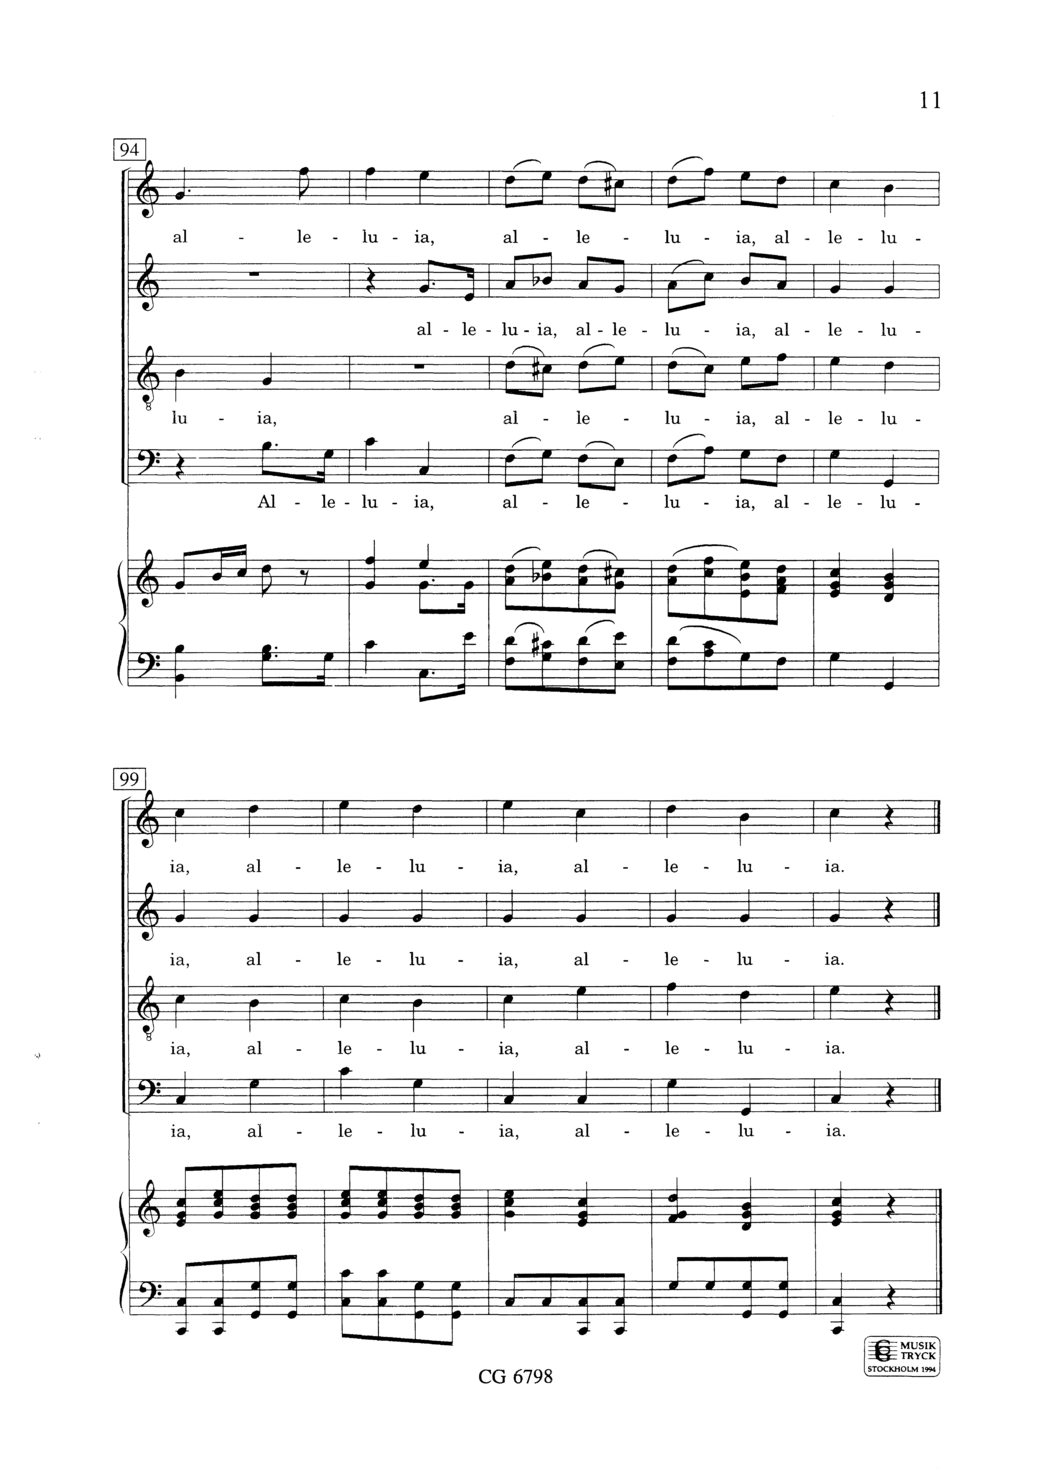 11
94
al - le - lu - ia, al - le - lu - ia, al - le - lu -
al - le - lu - ia, al - le - lu - ia, al - le - lu -
lu - ia, al - le - lu - ia, al - le - lu -
Al - le - lu - ia, al - le - lu - ia, al - le - lu -
99
ia, al - le - lu - ia, al - le - lu - ia.
ia, al - le - lu - ia, al - le - lu - ia.
ia, al - le - lu - ia, al - le - lu - ia.
ia, al - le - lu - ia, al - le - lu - ia.
MUSIK
TRYCK
STOCKHOLM 1994
CG 6798